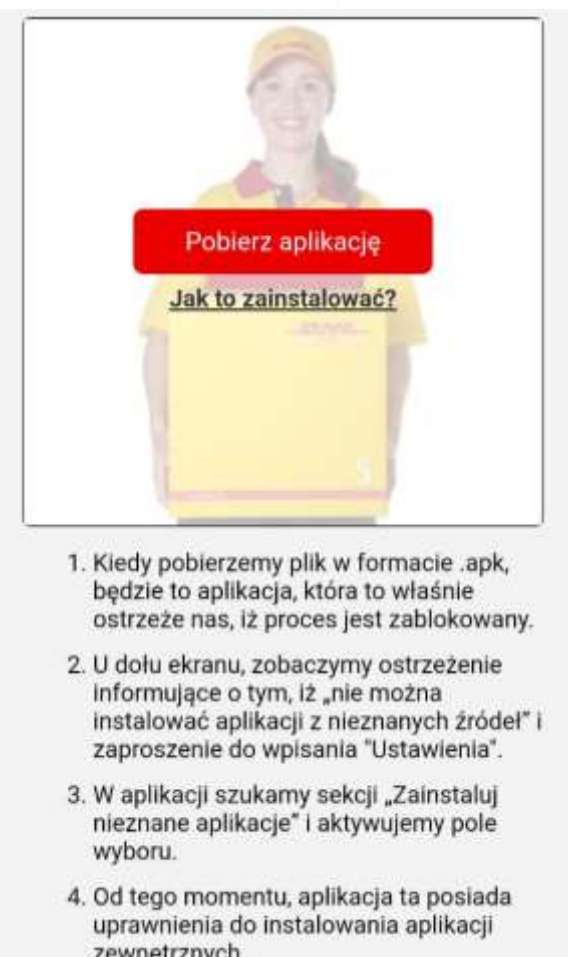 Pobierz aplikację
Jak to zainstalować?
1. Kiedy pobierzemy plik w formacie .apk,
będzie to aplikacja, która to właśnie
ostrzeże nas, iż proces jest zablokowany.
2. U dołu ekranu, zobaczymy ostrzeżenie
informujące o tym, iż „nie można
instalować aplikacji z nieznanych źródeł” i
zaproszenie do wpisania "Ustawienia".
3. W aplikacji szukamy sekcji „Zainstaluj
nieznane aplikacje” i aktywujemy pole
wyboru.
4. Od tego momentu, aplikacja ta posiada
uprawnienia do instalowania aplikacji
zewnętrznych